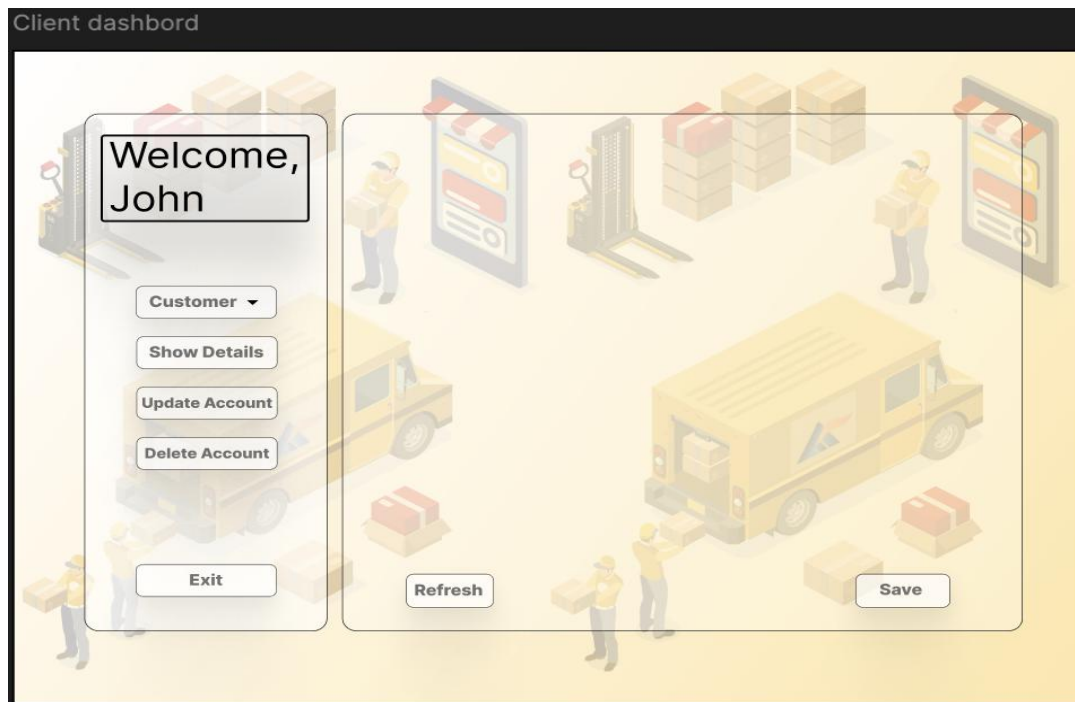 Client dashbord
Welcome,
John
Customer
Show Details
Update Account
Delete Account
Exit
Refresh
Save